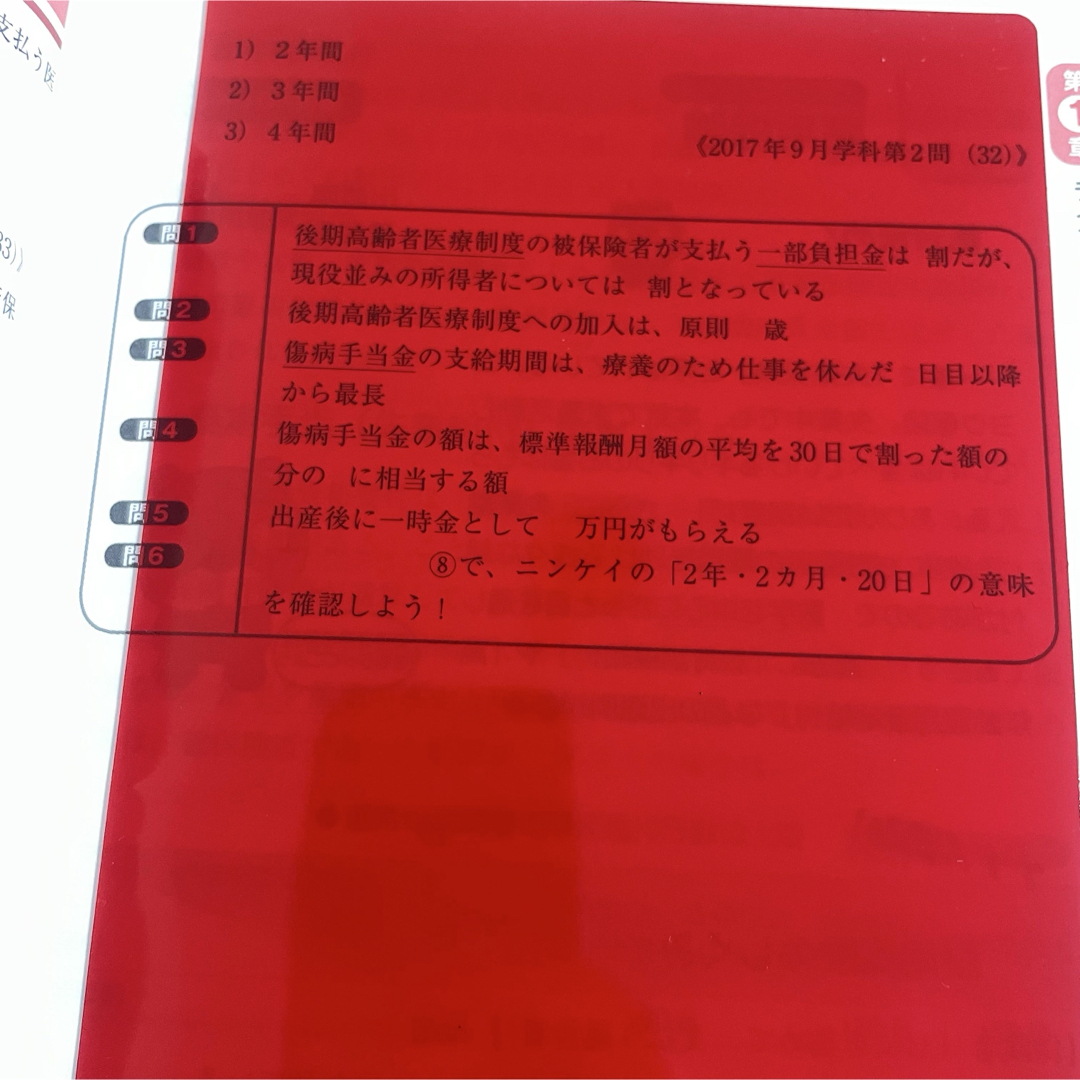 支払う医
1) 2年間
2) 3年間
3) 4年間
《2017年9月学科第2問 (32)》
第
1
章
33)》
保
問1 後期高齢者医療制度の被保険者が支払う一部負担金は 割だが、
現役並みの所得者については 割となっている
問2 後期高齢者医療制度への加入は、原則 歳
問3 傷病手当金の支給期間は、療養のため仕事を休んだ 日目以降
から最長
問4 傷病手当金の額は、標準報酬月額の平均を30日で割った額の
分の に相当する額
問5 出産後に一時金として 万円がもらえる
問6 ⑧で、ニンケイの「2年・2カ月・20日」の意味
を確認しよう！